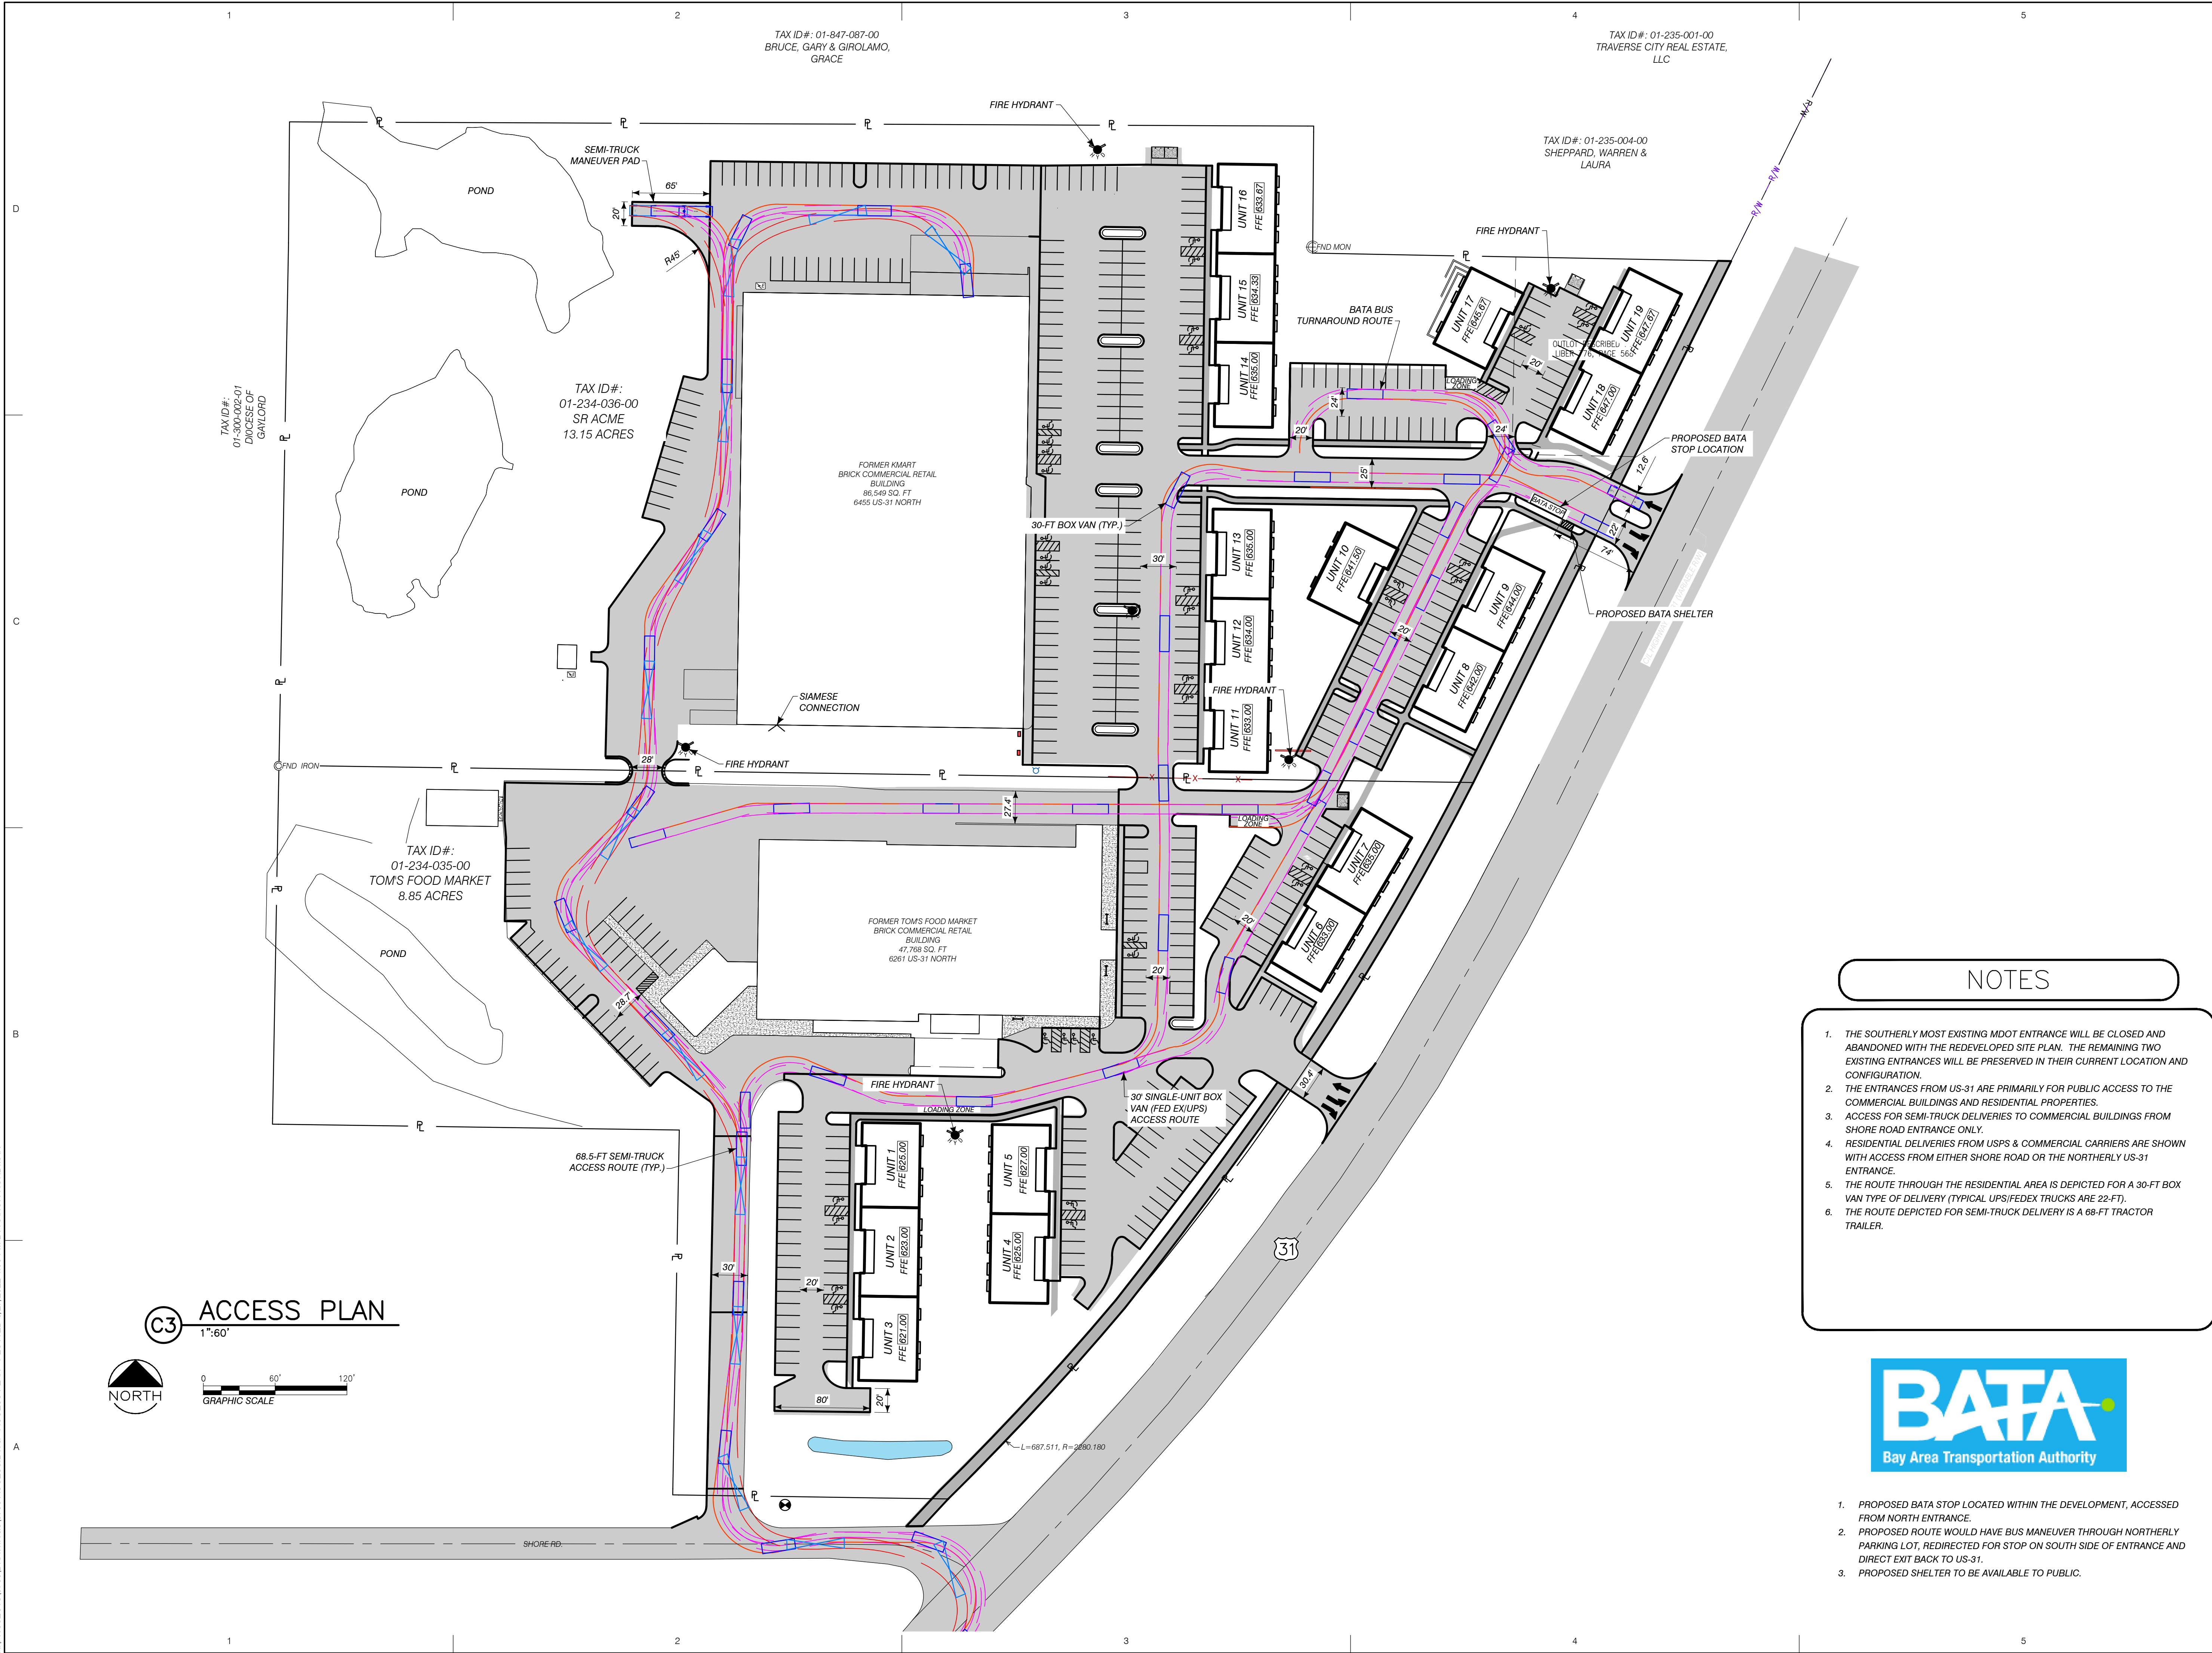 1
2
3
4
5
TAX ID#: 01-847-087-00
BRUCE, GARY & GIROLAMO,
GRACE
TAX ID#: 01-235-001-00
TRAVERSE CITY REAL ESTATE,
LLC
TAX ID#: 01-235-004-00
SHEPPARD, WARREN &
LAURA
FIRE HYDRANT
SEMI-TRUCK
MANEUVER PAD
65'
20'
R45'
POND
D
R/W
R/W
R/W
FND MON
FIRE HYDRANT
UNIT 16
FFE 633.67
UNIT 15
FFE 634.33
UNIT 14
FFE 635.00
BATA BUS
TURNAROUND ROUTE
UNIT 17
FFE 645.67
UNIT 19
FFE 647.67
UNIT 18
FFE 647.00
20'
LOADING
ZONE
24'
20'
24'
25'
PROPOSED BATA
STOP LOCATION
12.6'
BATA STOP
22'
74'
PROPOSED BATA SHELTER
TAX ID#:
01-300-002-01
DIOCESE OF
GAYLORD
TAX ID#:
01-234-036-00
SR ACME
13.15 ACRES
POND
FORMER KMART
BRICK COMMERCIAL RETAIL
BUILDING
86,549 SQ. FT
6455 US-31 NORTH
30-FT BOX VAN (TYP.)
30'
UNIT 13
FFE 635.00
UNIT 12
FFE 634.00
UNIT 11
FFE 633.00
UNIT 10
FFE 641.50
UNIT 9
FFE 644.00
UNIT 8
FFE 642.00
20'
C
SIAMESE
CONNECTION
FIRE HYDRANT
FIRE HYDRANT
FND IRON
28'
27.4'
LOADING
ZONE
TAX ID#:
01-234-035-00
TOM'S FOOD MARKET
8.85 ACRES
POND
FORMER TOM'S FOOD MARKET
BRICK COMMERCIAL RETAIL
BUILDING
47,768 SQ. FT
6261 US-31 NORTH
UNIT 7
FFE 635.00
UNIT 6
FFE 633.00
20'
20'
28.7'
B
30.4'
FIRE HYDRANT
LOADING ZONE
30' SINGLE-UNIT BOX
VAN (FED EX/UPS)
ACCESS ROUTE
68.5-FT SEMI-TRUCK
ACCESS ROUTE (TYP.)
UNIT 1
FFE 625.00
UNIT 2
FFE 623.00
UNIT 3
FFE 621.00
UNIT 5
FFE 627.00
UNIT 4
FFE 625.00
30'
20'
80'
20'
31
L=687.511, R=2280.180
SHORE RD.
A
C3
ACCESS PLAN
1":60'
NORTH
0
60'
120'
GRAPHIC SCALE
NOTES
1. THE SOUTHERLY MOST EXISTING MDOT ENTRANCE WILL BE CLOSED AND
ABANDONED WITH THE REDEVELOPED SITE PLAN. THE REMAINING TWO
EXISTING ENTRANCES WILL BE PRESERVED IN THEIR CURRENT LOCATION AND
CONFIGURATION.
2. THE ENTRANCES FROM US-31 ARE PRIMARILY FOR PUBLIC ACCESS TO THE
COMMERCIAL BUILDINGS AND RESIDENTIAL PROPERTIES.
3. ACCESS FOR SEMI-TRUCK DELIVERIES TO COMMERCIAL BUILDINGS FROM
SHORE ROAD ENTRANCE ONLY.
4. RESIDENTIAL DELIVERIES FROM USPS & COMMERCIAL CARRIERS ARE SHOWN
WITH ACCESS FROM EITHER SHORE ROAD OR THE NORTHERLY US-31
ENTRANCE.
5. THE ROUTE THROUGH THE RESIDENTIAL AREA IS DEPICTED FOR A 30-FT BOX
VAN TYPE OF DELIVERY (TYPICAL UPS/FEDEX TRUCKS ARE 22-FT).
6. THE ROUTE DEPICTED FOR SEMI-TRUCK DELIVERY IS A 68-FT TRACTOR
TRAILER.
BATA
Bay Area Transportation Authority
1. PROPOSED BATA STOP LOCATED WITHIN THE DEVELOPMENT, ACCESSED
FROM NORTH ENTRANCE.
2. PROPOSED ROUTE WOULD HAVE BUS MANEUVER THROUGH NORTHERLY
PARKING LOT, REDIRECTED FOR STOP ON SOUTH SIDE OF ENTRANCE AND
DIRECT EXIT BACK TO US-31.
3. PROPOSED SHELTER TO BE AVAILABLE TO PUBLIC.
1
2
3
4
5